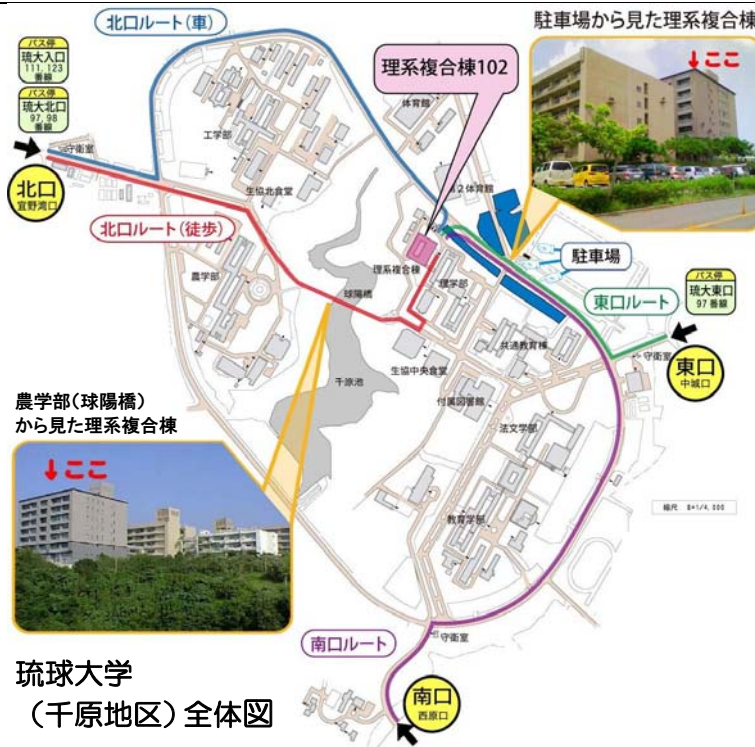 北口ルート(車)
駐車場から見た理系複合棟
↓ここ
バス停
琉大入口
111, 123
番線
バス停
琉大北口
97, 98
番線
理系複合棟102
体育館
工学部
守衛室
北口
宜野湾口
生協北食堂
第2体育館
北口ルート(徒歩)
駐車場
理系複合棟
理学部
農学部
球陽橋
バス停
琉大東口
97 番線
東口ルート
共通教育棟
守衛室
東口
中城口
生協中央食堂
千原池
付属図書館
農学部(球陽橋)
から見た理系複合棟
法文学部
↓ここ
縮尺 S=1/4,000
教育学部
南口ルート
守衛室
琉球大学
(千原地区)全体図
南口
西原口